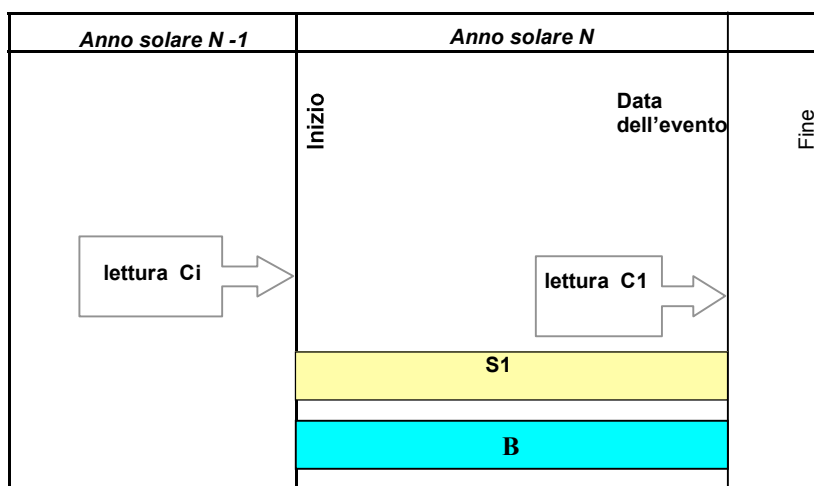 Anno solare N -1
Anno solare N
Inizio
Data
dell'evento
Fine
lettura Ci
lettura C1
S1
B